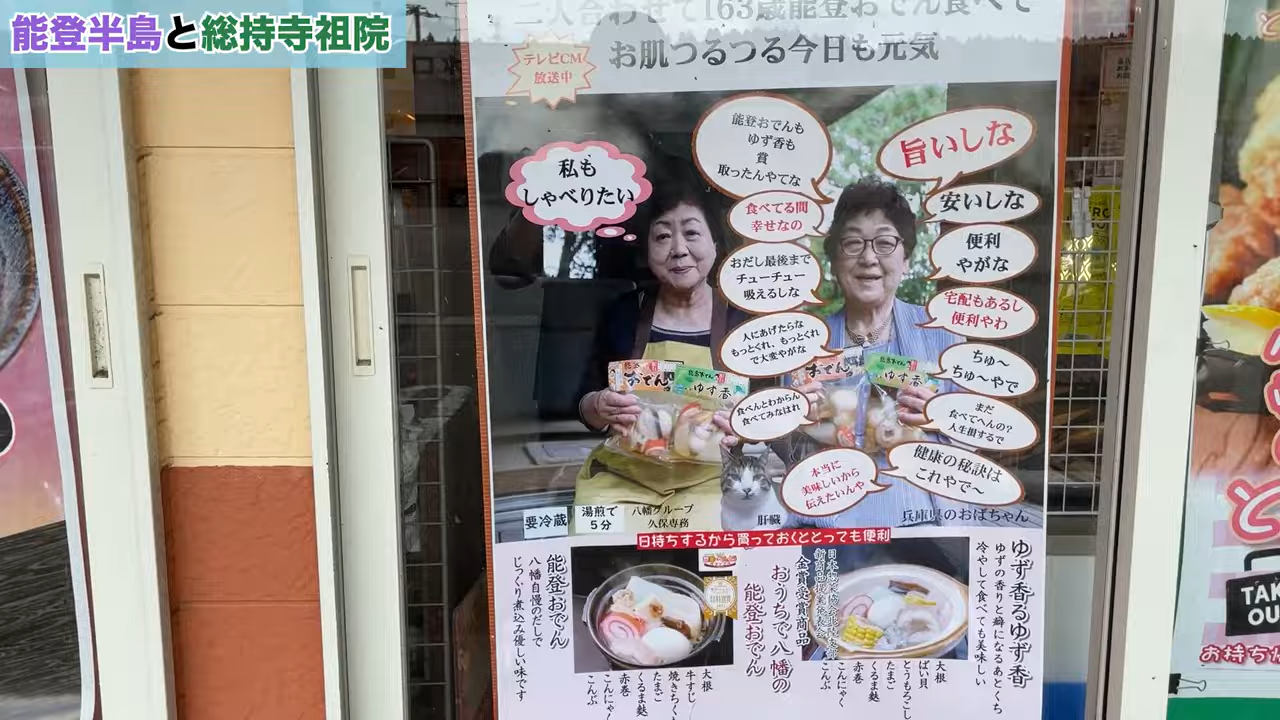 能登半島と総持寺祖院
二人合わせて163歳能登おでん食べて
お肌つるつる今日も元気
テレビCM
放送中
私も
しゃべりたい
能登おでんも
ゆず香も
賞
取ったんやてな
食べてる間
幸せなの
おだし最後まで
チューチュー
吸えるしな
人にあげたらな
もっとくれ、もっとくれ
で大変やがな
食べんとわからん
食べてみなはれ
本当に
美味しいから
伝えたいんや
旨いしな
安いしな
便利
やがな
宅配もあるし
便利やわ
ちゅ〜
ちゅ〜やで
まだ
食べてへんの?
人生損するで
健康の秘訣は
これやで〜
おでん
ゆず香
おでん
ゆず香
要冷蔵
湯煎で
5分
八幡グループ
久保専務
肝臓
兵庫県のおばちゃん
日持ちするから買っておくととっても便利
ゆず香るゆず香
ゆずの香りと癖になるあとくち
冷やして食べても美味しい
大根
ばい貝
とうもろこし
たまご
くるま麩
こんにゃく
赤巻
こんぶ
金賞受賞商品
おうちで八幡の
能登おでん
大根
牛すじ
焼きちく
たまご
くるま麩
赤巻
こんにゃく
こんぶ
能登おでん
八幡自慢のだしで
じっくり煮込み優しい味です
TAK
OU
お持ち